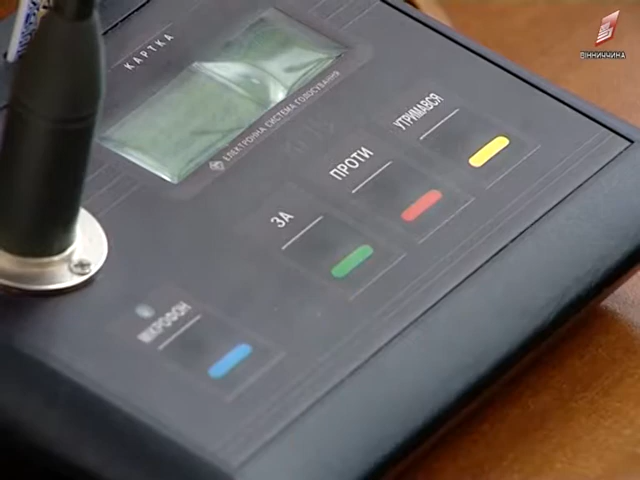 КАРТКА
ЕЛЕКТРОННА СИСТЕМА ГОЛОСУВАННЯ
УТРИМАВСЯ
ПРОТИ
ЗА
МІКРОФОН
ВІННИЧЧИНА